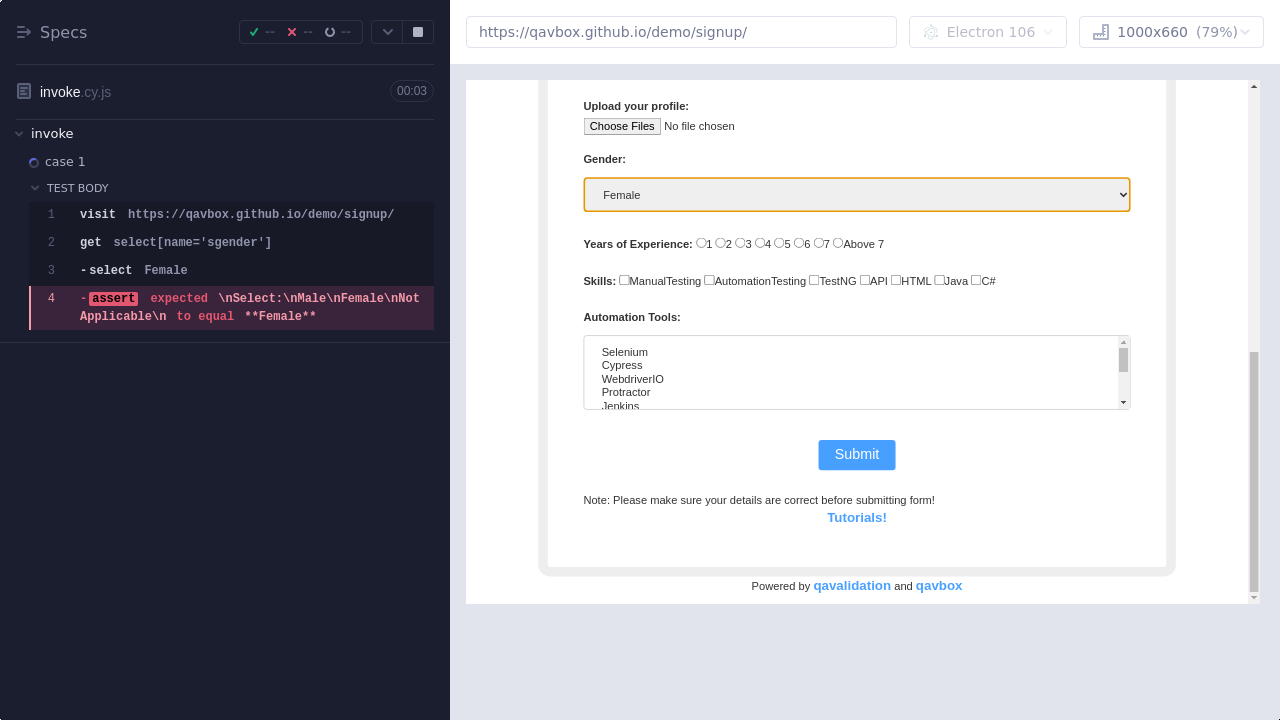 Specs
--
--
--
invoke.cy.js
00:03
invoke
case 1
TEST BODY
1 visit https://qavbox.github.io/demo/signup/
2 get select[name='sgender']
3 -select Female
4 -assert expected \nSelect:\nMale\nFemale\nNot
Applicable\n to equal **Female**
https://qavbox.github.io/demo/signup/
Electron 106
1000x660 (79%)
Upload your profile:
Choose Files No file chosen
Gender:
Female
Years of Experience: 1 2 3 4 5 6 7 Above 7
Skills: ManualTesting AutomationTesting TestNG API HTML Java C#
Automation Tools:
Selenium
Cypress
WebdriverIO
Protractor
Jenkins
Submit
Note: Please make sure your details are correct before submitting form!
Tutorials!
Powered by qavalidation and qavbox